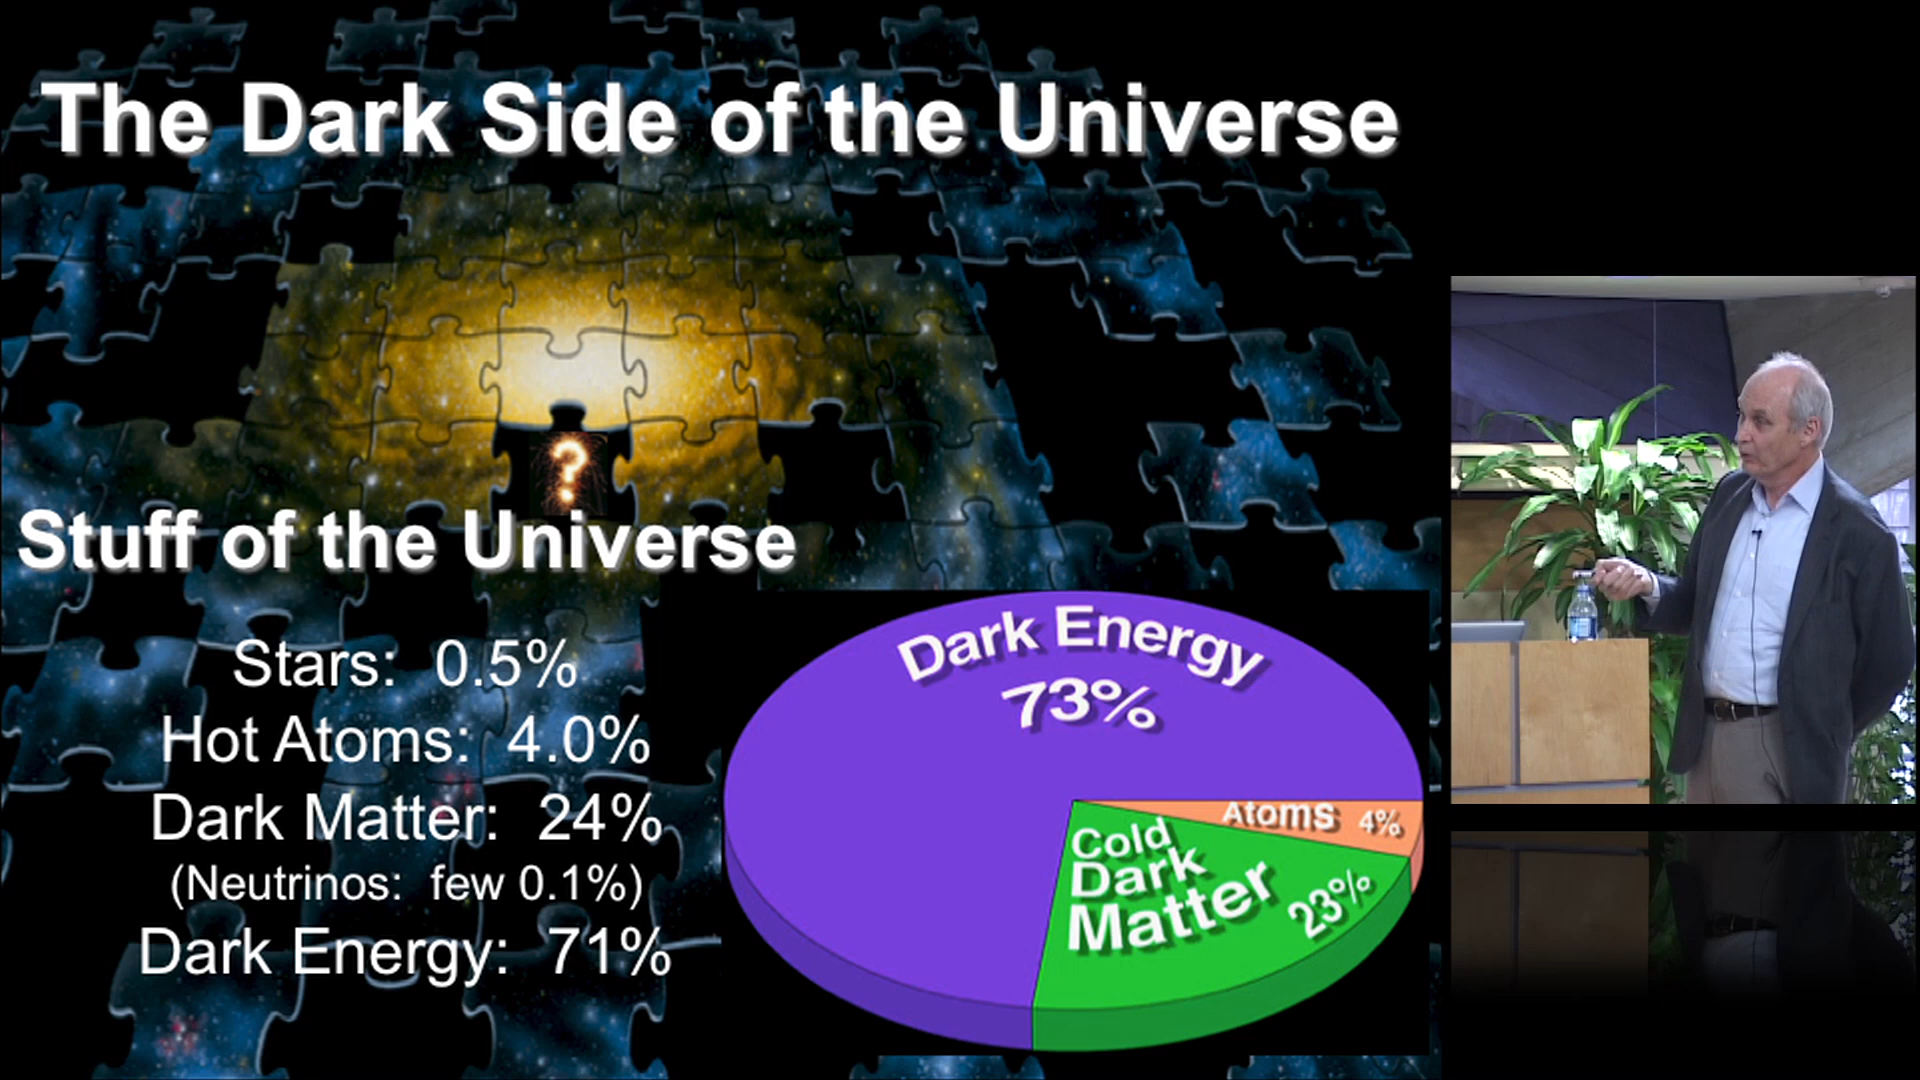 The Dark Side of the Universe
?
Stuff of the Universe
Stars: 0.5%
Hot Atoms: 4.0%
Dark Matter: 24%
(Neutrinos: few 0.1%)
Dark Energy: 71%
Dark Energy
73%
Atoms 4%
Cold
Dark
Matter 23%